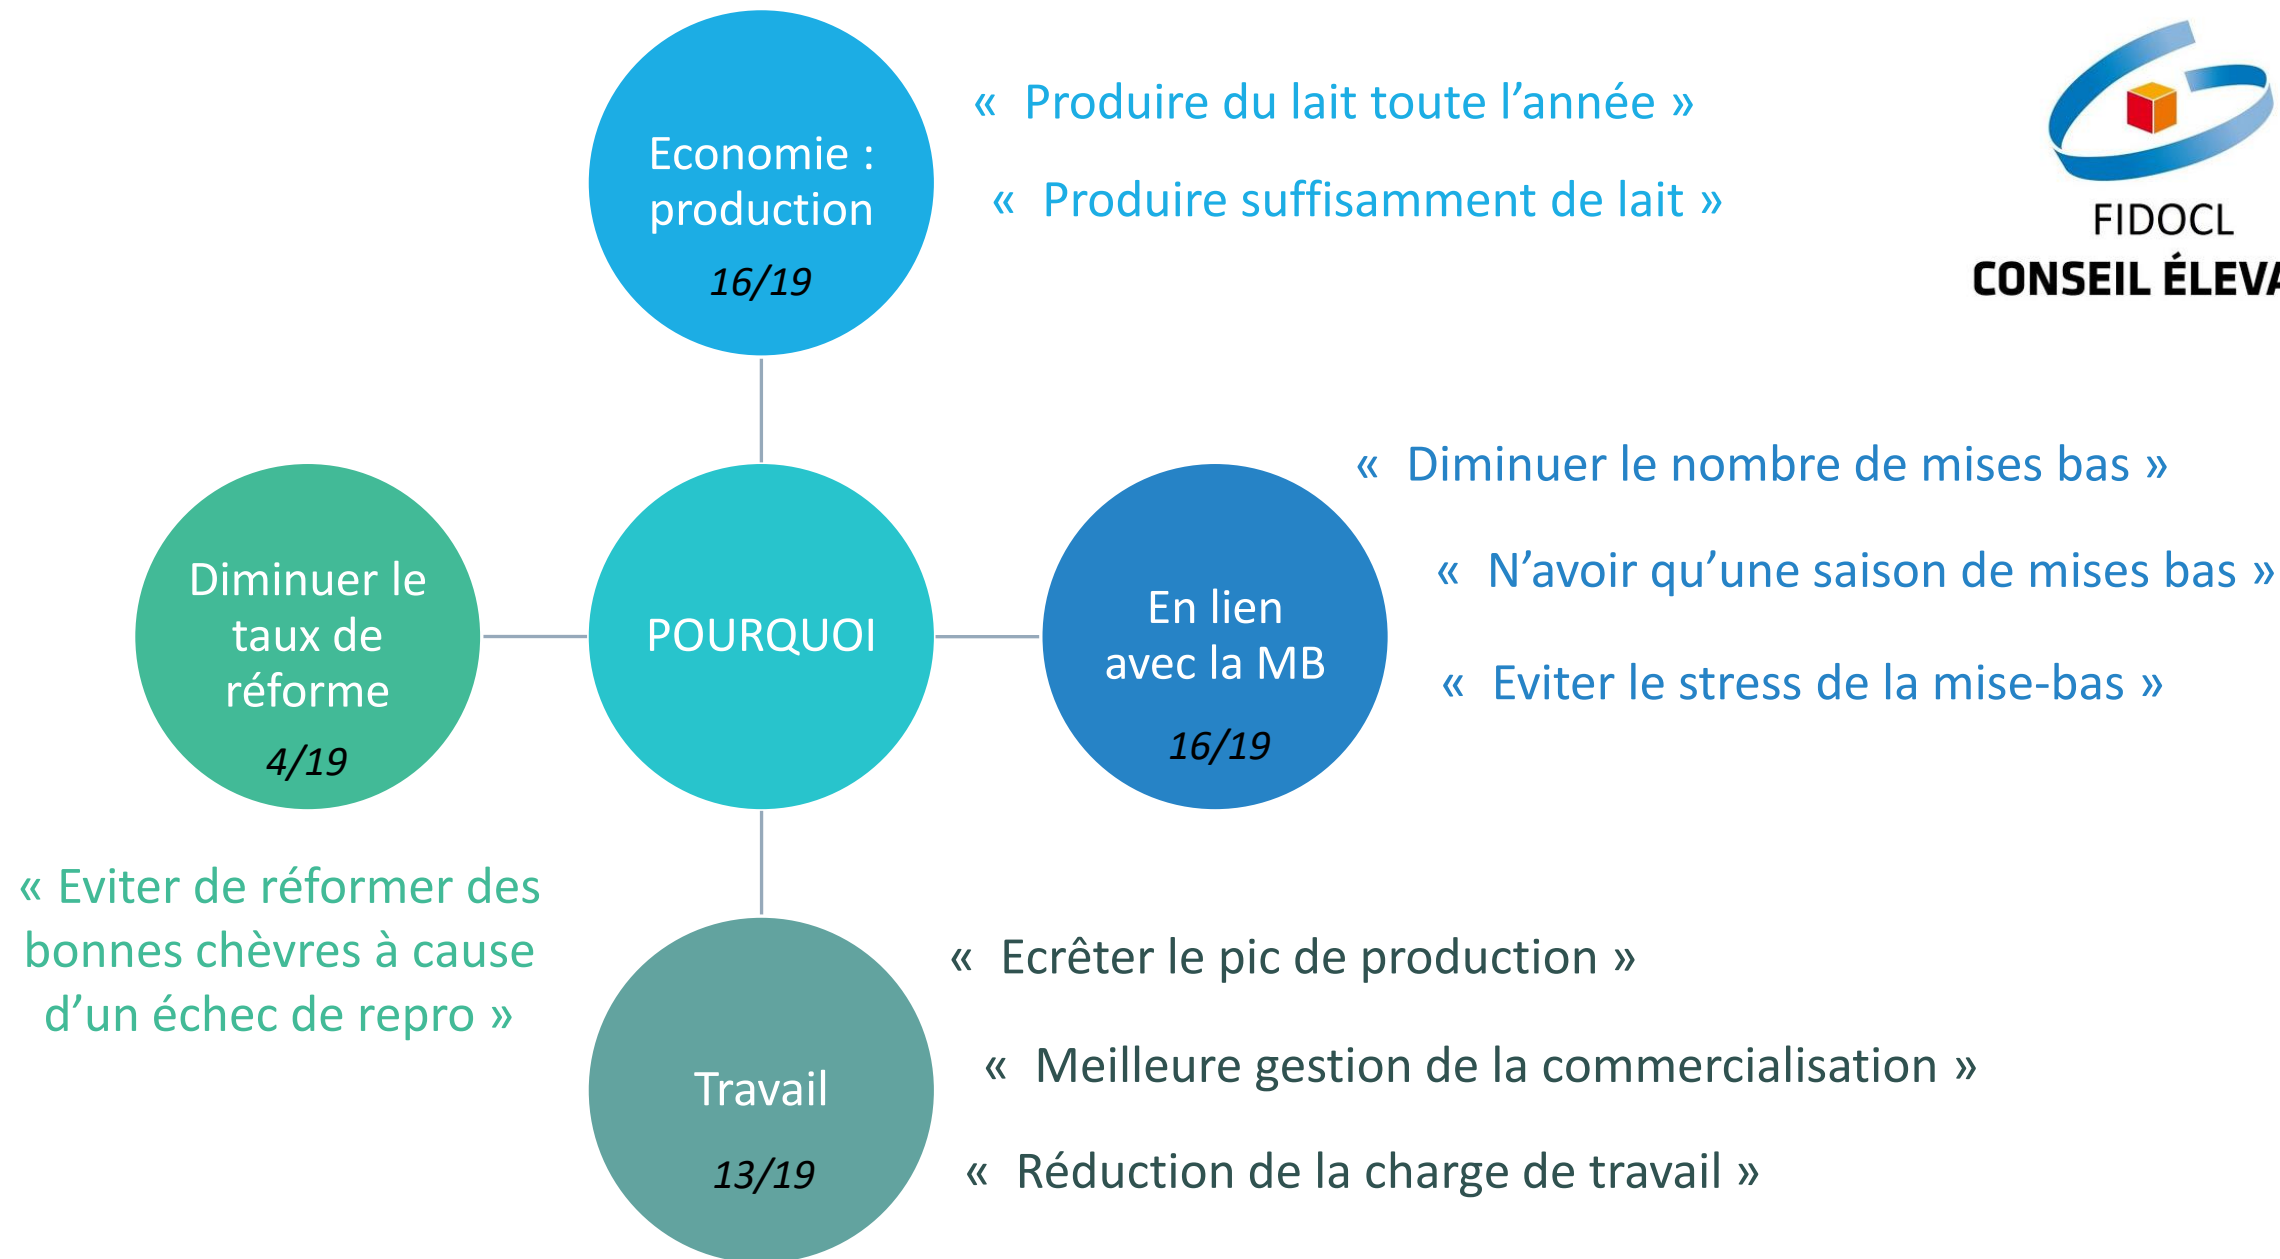 Economie :
production
16/19
« Produire du lait toute l’année »
« Produire suffisamment de lait »
FIDOCL
CONSEIL ÉLEVA
Diminuer le
taux de
réforme
4/19
POURQUOI
En lien
avec la MB
16/19
« Diminuer le nombre de mises bas »
« N’avoir qu’une saison de mises bas »
« Eviter le stress de la mise-bas »
« Eviter de réformer des
bonnes chèvres à cause
d’un échec de repro »
Travail
13/19
« Ecrêter le pic de production »
« Meilleure gestion de la commercialisation »
« Réduction de la charge de travail »